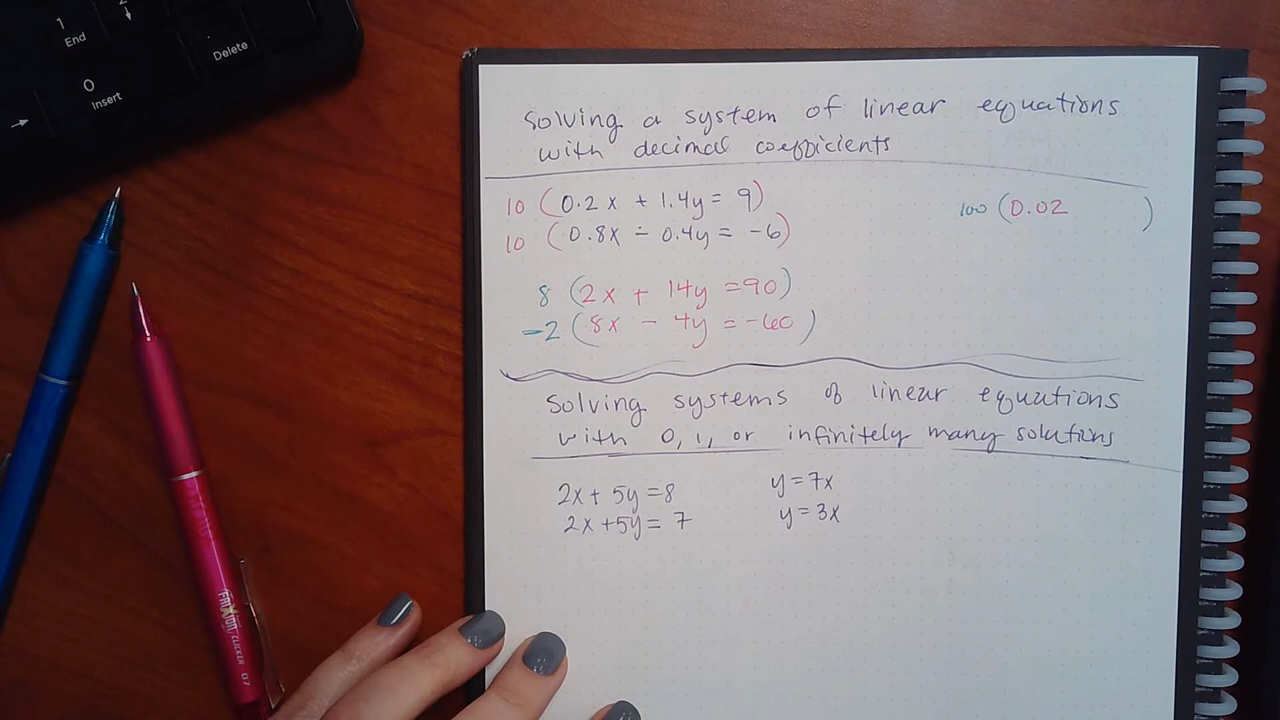 1
End
2
↓
.
Delete
0
Insert
→
Solving a system of linear equations
with decimal coefficients
10 (0.2x + 1.4y = 9)
10 (0.8x - 0.4y = -6)
100 (0.02 )
8 (2x + 14y = 90)
-2 (8x - 4y = -60)
Solving systems of linear equations
with 0, 1, or infinitely many solutions
2x + 5y = 8
2x + 5y = 7
y = 7x
y = 3x
FRIXION CLICKER 0.7